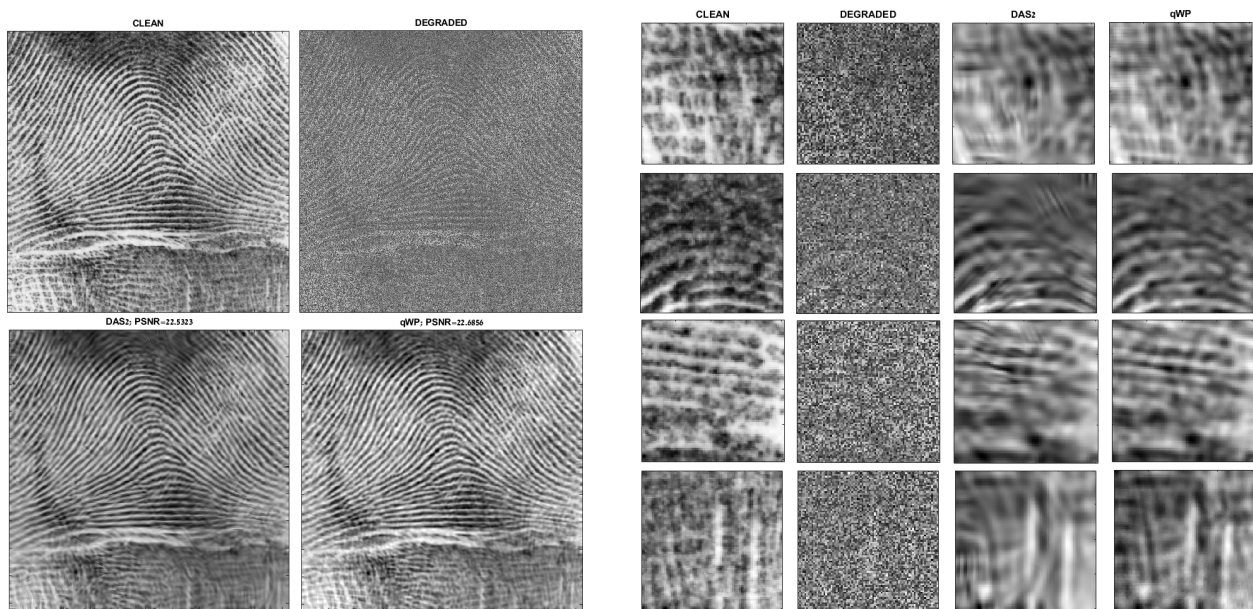 CLEAN
DEGRADED
DAS2; PSNR=22.5323
qWP; PSNR=22.6856
CLEAN
DEGRADED
DAS2
qWP